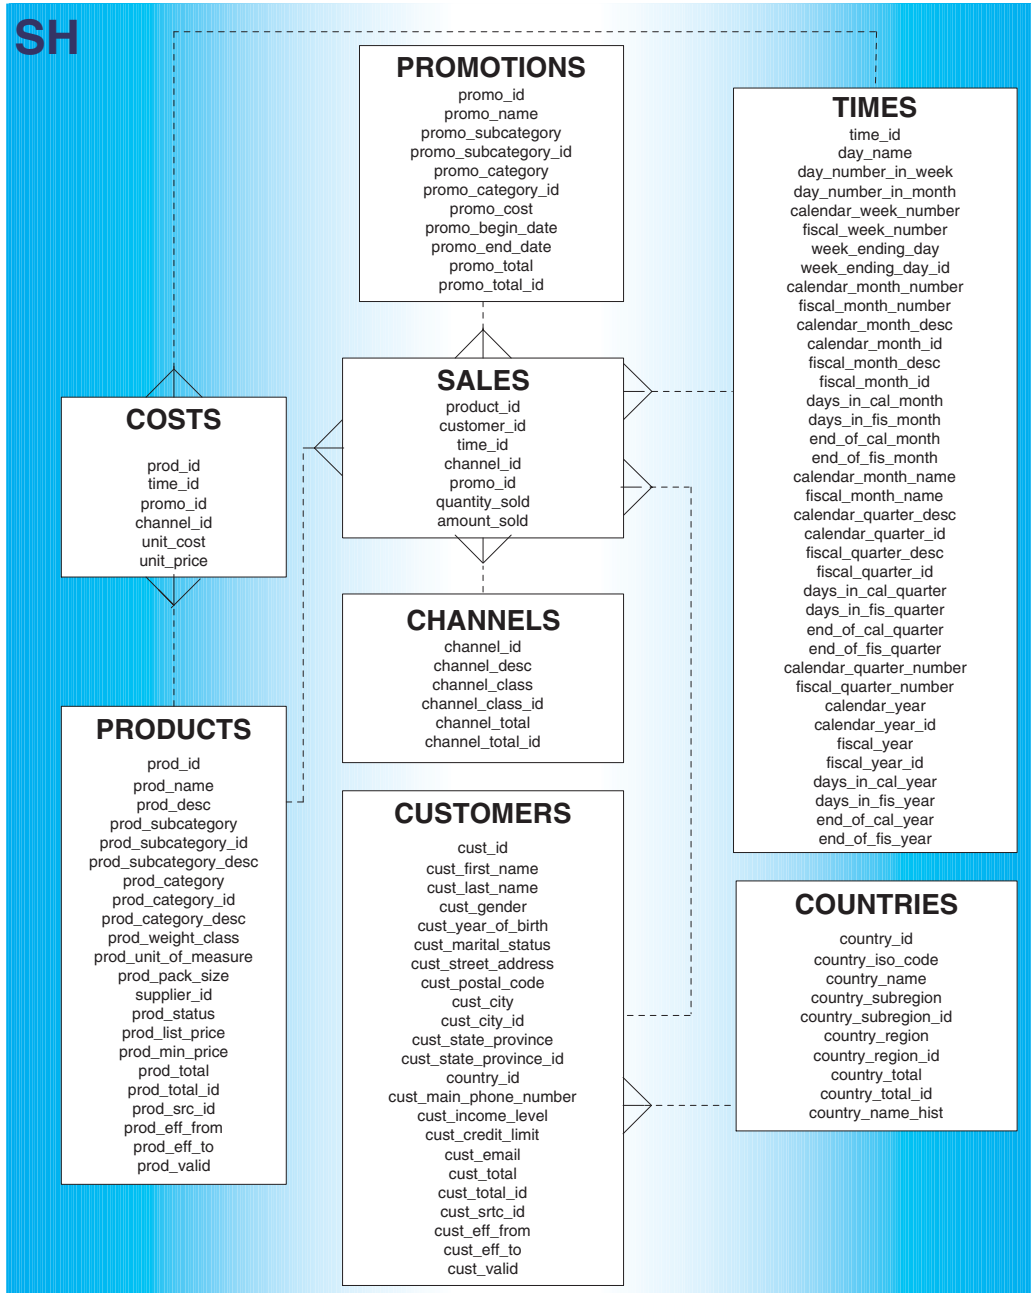 SH
PROMOTIONS
promo_id
promo_name
promo_subcategory
promo_subcategory_id
promo_category
promo_category_id
promo_cost
promo_begin_date
promo_end_date
promo_total
promo_total_id
TIMES
time_id
day_name
day_number_in_week
day_number_in_month
calendar_week_number
fiscal_week_number
week_ending_day
week_ending_day_id
calendar_month_number
fiscal_month_number
calendar_month_desc
calendar_month_id
fiscal_month_desc
fiscal_month_id
days_in_cal_month
days_in_fis_month
end_of_cal_month
end_of_fis_month
calendar_month_name
fiscal_month_name
calendar_quarter_desc
calendar_quarter_id
fiscal_quarter_desc
fiscal_quarter_id
days_in_cal_quarter
days_in_fis_quarter
end_of_cal_quarter
end_of_fis_quarter
calendar_quarter_number
fiscal_quarter_number
calendar_year
calendar_year_id
fiscal_year
fiscal_year_id
days_in_cal_year
days_in_fis_year
end_of_cal_year
end_of_fis_year
SALES
product_id
customer_id
time_id
channel_id
promo_id
quantity_sold
amount_sold
COSTS
prod_id
time_id
promo_id
channel_id
unit_cost
unit_price
CHANNELS
channel_id
channel_desc
channel_class
channel_class_id
channel_total
channel_total_id
PRODUCTS
prod_id
prod_name
prod_desc
prod_subcategory
prod_subcategory_id
prod_subcategory_desc
prod_category
prod_category_id
prod_category_desc
prod_weight_class
prod_unit_of_measure
prod_pack_size
supplier_id
prod_status
prod_list_price
prod_min_price
prod_total
prod_total_id
prod_src_id
prod_eff_from
prod_eff_to
prod_valid
CUSTOMERS
cust_id
cust_first_name
cust_last_name
cust_gender
cust_year_of_birth
cust_marital_status
cust_street_address
cust_postal_code
cust_city
cust_city_id
cust_state_province
cust_state_province_id
country_id
cust_main_phone_number
cust_income_level
cust_credit_limit
cust_email
cust_total
cust_total_id
cust_srtc_id
cust_eff_from
cust_eff_to
cust_valid
COUNTRIES
country_id
country_iso_code
country_name
country_subregion
country_subregion_id
country_region
country_region_id
country_total
country_total_id
country_name_hist